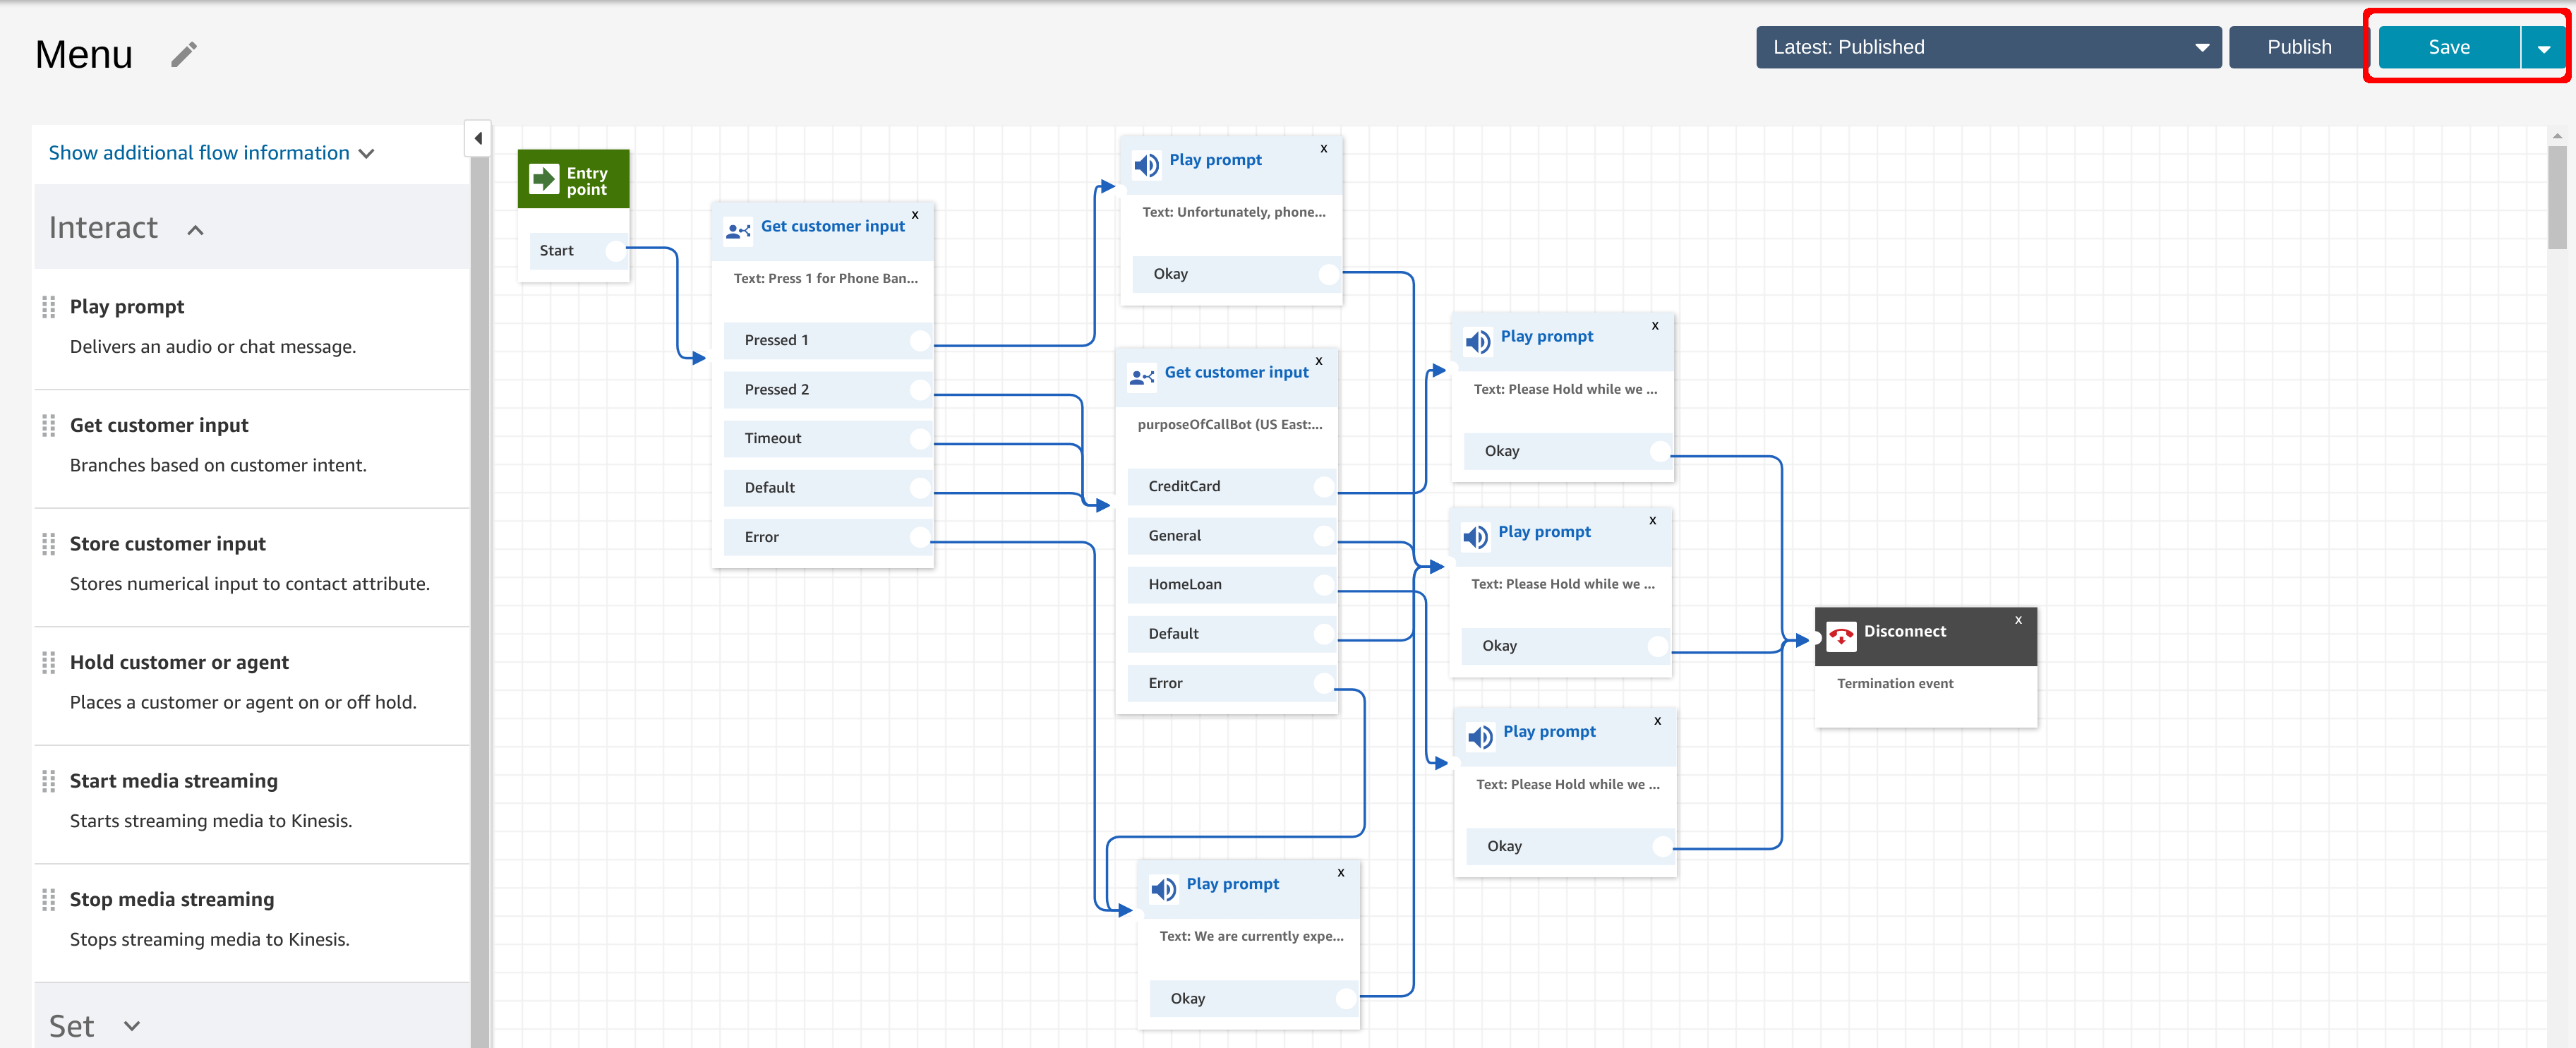 Menu
Latest: Published
Publish
Save
Show additional flow information
Interact
Play prompt
Delivers an audio or chat message.
Get customer input
Branches based on customer intent.
Store customer input
Stores numerical input to contact attribute.
Hold customer or agent
Places a customer or agent on or off hold.
Start media streaming
Starts streaming media to Kinesis.
Stop media streaming
Stops streaming media to Kinesis.
Set
Entry
point
Start
x
Get customer input
Text: Press 1 for Phone Ban...
Pressed 1
Pressed 2
Timeout
Default
Error
x
Play prompt
Text: Unfortunately, phone...
Okay
x
Get customer input
purposeOfCallBot (US East:...
CreditCard
General
HomeLoan
Default
Error
x
Play prompt
Text: We are currently expe...
Okay
x
Play prompt
Text: Please Hold while we ...
Okay
x
Play prompt
Text: Please Hold while we ...
Okay
x
Play prompt
Text: Please Hold while we ...
Okay
x
Disconnect
Termination event